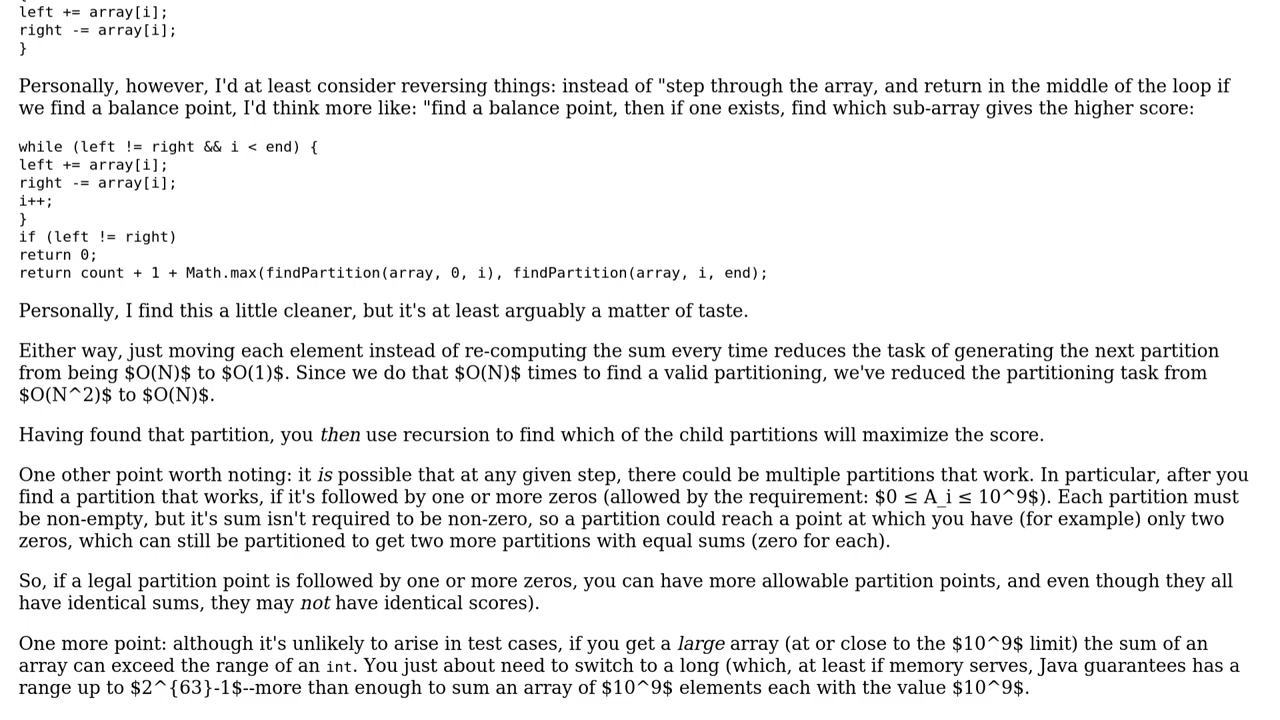 left += array[i];
right -= array[i];
}
Personally, however, I'd at least consider reversing things: instead of "step through the array, and return in the middle of the loop if
we find a balance point, I'd think more like: "find a balance point, then if one exists, find which sub-array gives the higher score:
while (left != right && i < end) {
left += array[i];
right -= array[i];
i++;
}
if (left != right)
return 0;
return count + 1 + Math.max(findPartition(array, 0, i), findPartition(array, i, end);
Personally, I find this a little cleaner, but it's at least arguably a matter of taste.
Either way, just moving each element instead of re-computing the sum every time reduces the task of generating the next partition
from being $O(N)$ to $O(1)$. Since we do that $O(N)$ times to find a valid partitioning, we've reduced the partitioning task from
$O(N^2)$ to $O(N)$.
Having found that partition, you then use recursion to find which of the child partitions will maximize the score.
One other point worth noting: it is possible that at any given step, there could be multiple partitions that work. In particular, after you
find a partition that works, if it's followed by one or more zeros (allowed by the requirement: $0 ≤ A_i ≤ 10^9$). Each partition must
be non-empty, but it's sum isn't required to be non-zero, so a partition could reach a point at which you have (for example) only two
zeros, which can still be partitioned to get two more partitions with equal sums (zero for each).
So, if a legal partition point is followed by one or more zeros, you can have more allowable partition points, and even though they all
have identical sums, they may not have identical scores).
One more point: although it's unlikely to arise in test cases, if you get a large array (at or close to the $10^9$ limit) the sum of an
array can exceed the range of an int. You just about need to switch to a long (which, at least if memory serves, Java guarantees has a
range up to $2^{63}-1$--more than enough to sum an array of $10^9$ elements each with the value $10^9$.